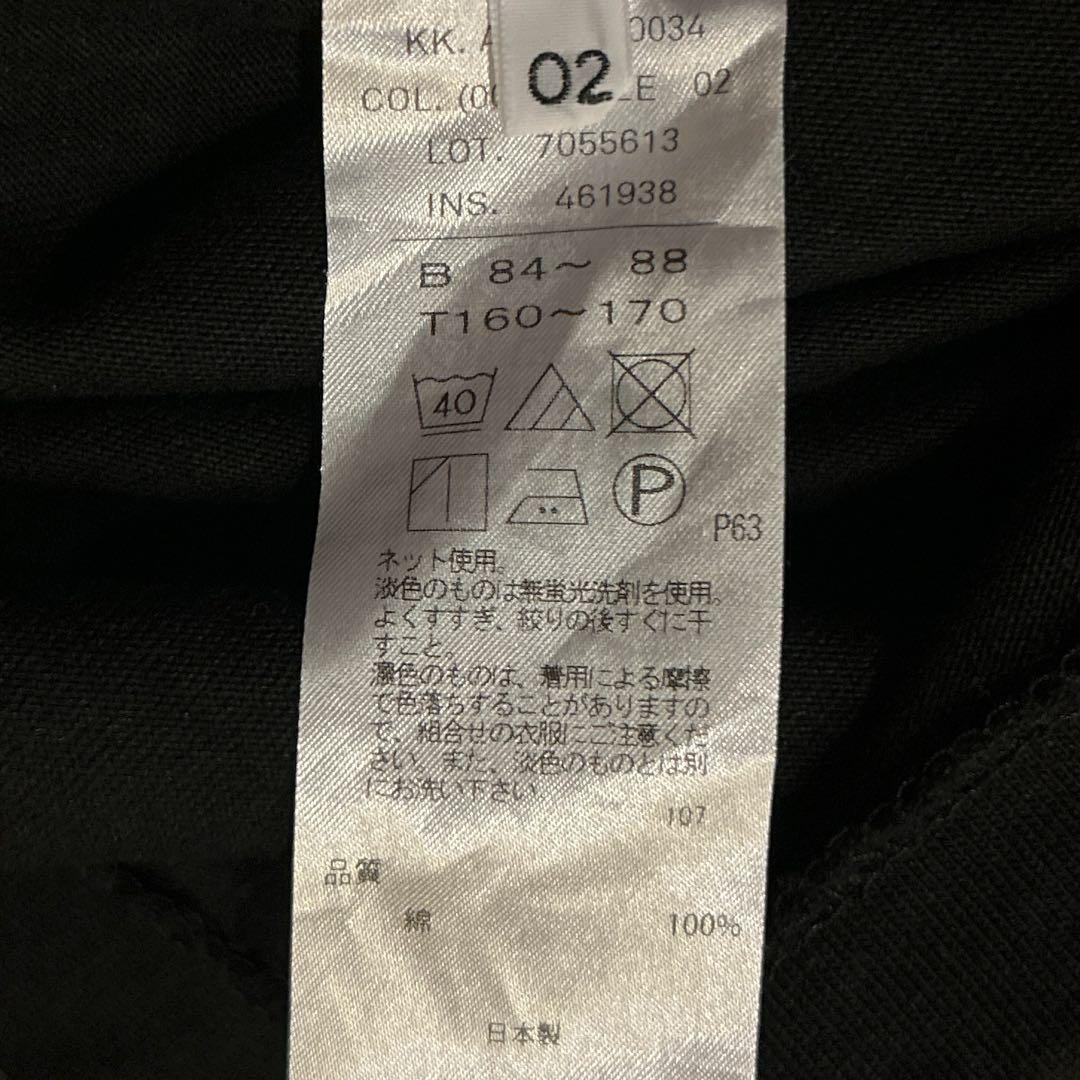 KK. A 0034
02
COL. (00 LE 02
LOT. 7055613
INS. 461938
B 84～ 88
T160～170
40
P
P63
ネット使用。
淡色のものは無蛍光洗剤を使用。
よくすすぎ、絞りの後すぐに干
すこと。
濃色のものは、着用による摩擦
で色落ちすることがありますの
で、組合せの衣服にご注意くだ
さい。また、淡色のものとは別
にお洗い下さい
107
品質
綿 100%
日本製